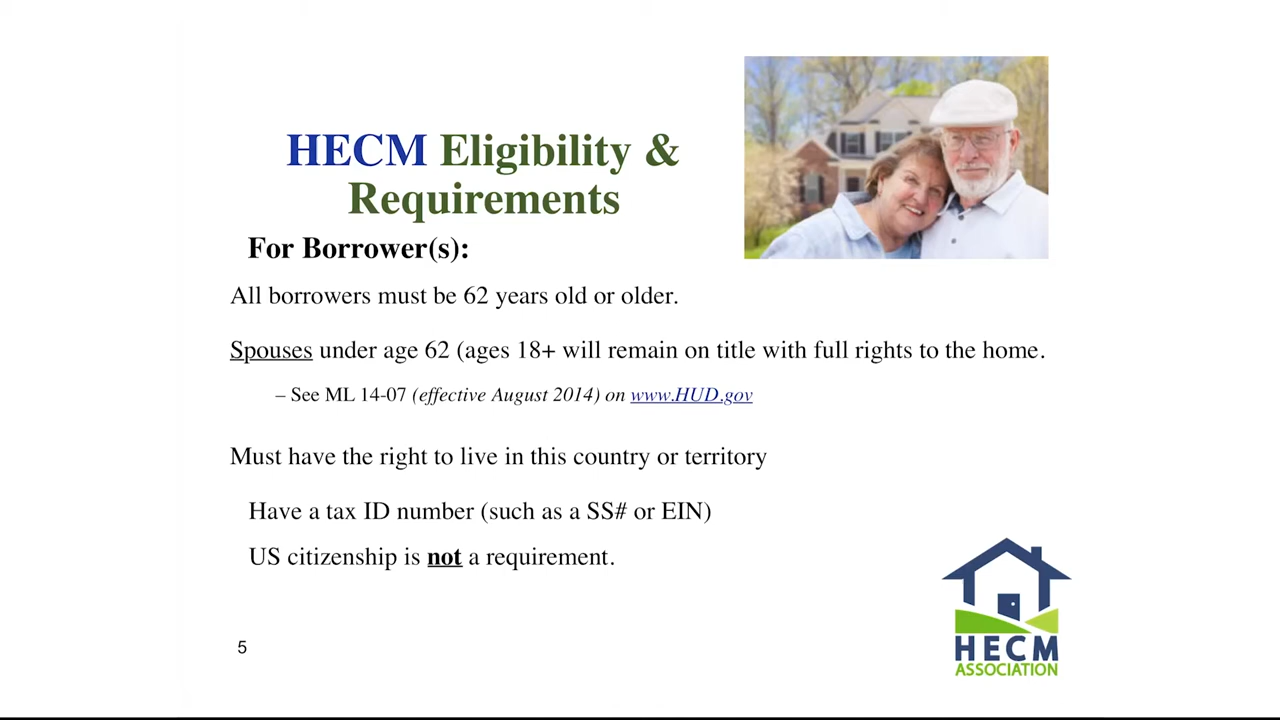 HECM Eligibility &
Requirements
For Borrower(s):
All borrowers must be 62 years old or older.
Spouses under age 62 (ages 18+ will remain on title with full rights to the home.
– See ML 14-07 (effective August 2014) on www.HUD.gov
Must have the right to live in this country or territory
Have a tax ID number (such as a SS# or EIN)
US citizenship is not a requirement.
5
HECM
ASSOCIATION